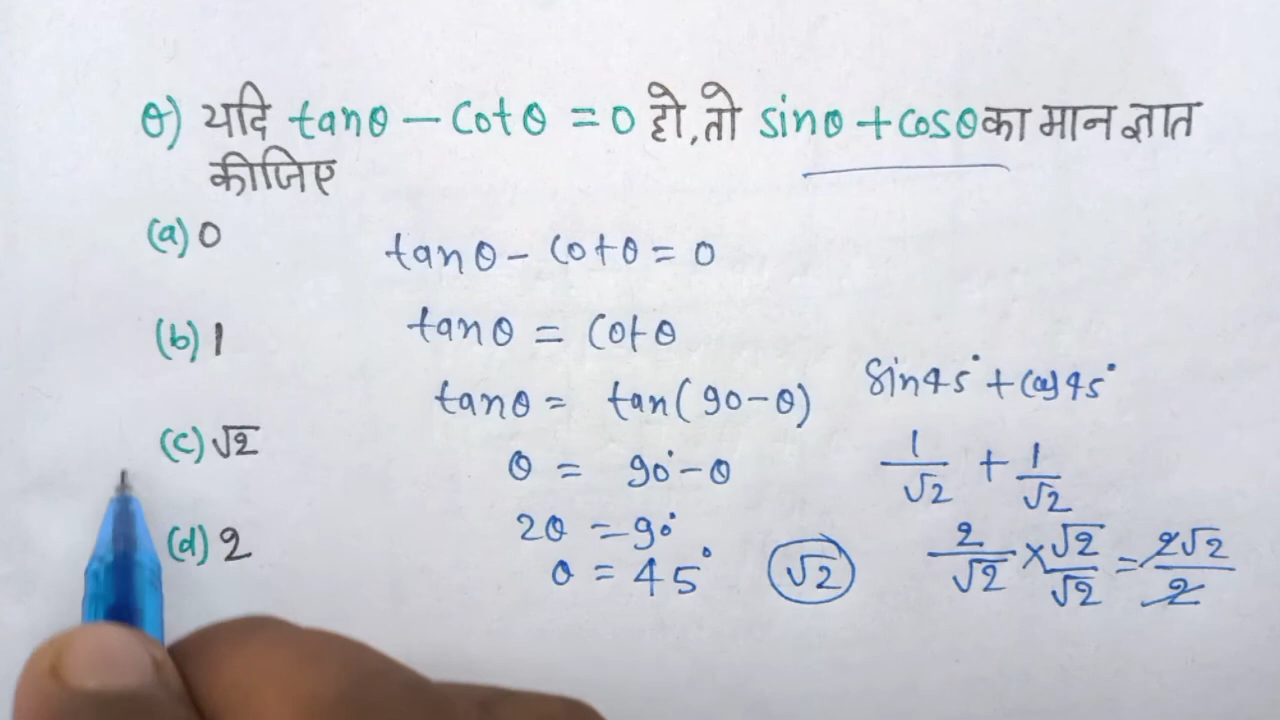 Q) यदि tanθ - cotθ = 0 हो, तो sinθ + cosθ का मान ज्ञात
कीजिए
(a) 0
(b) 1
(c) √2
(d) 2
tanθ - cotθ = 0
tanθ = cotθ
tanθ = tan(90-θ)
θ = 90°-θ
2θ = 90°
θ = 45°
sin45° + cos45°
1/√2 + 1/√2
2/√2 × √2/√2 = 2√2/2
√2